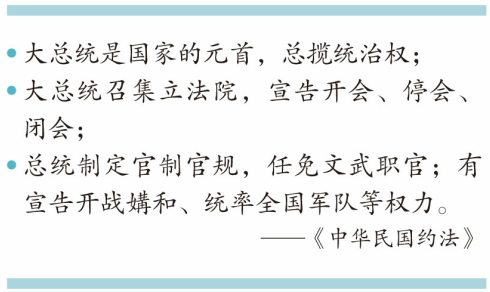 • 大总统是国家的元首，总揽统治权；
• 大总统召集立法院，宣告开会、停会、
闭会；
• 总统制定官制官规，任免文武职官；有
宣告开战媾和、统率全国军队等权力。
——《中华民国约法》